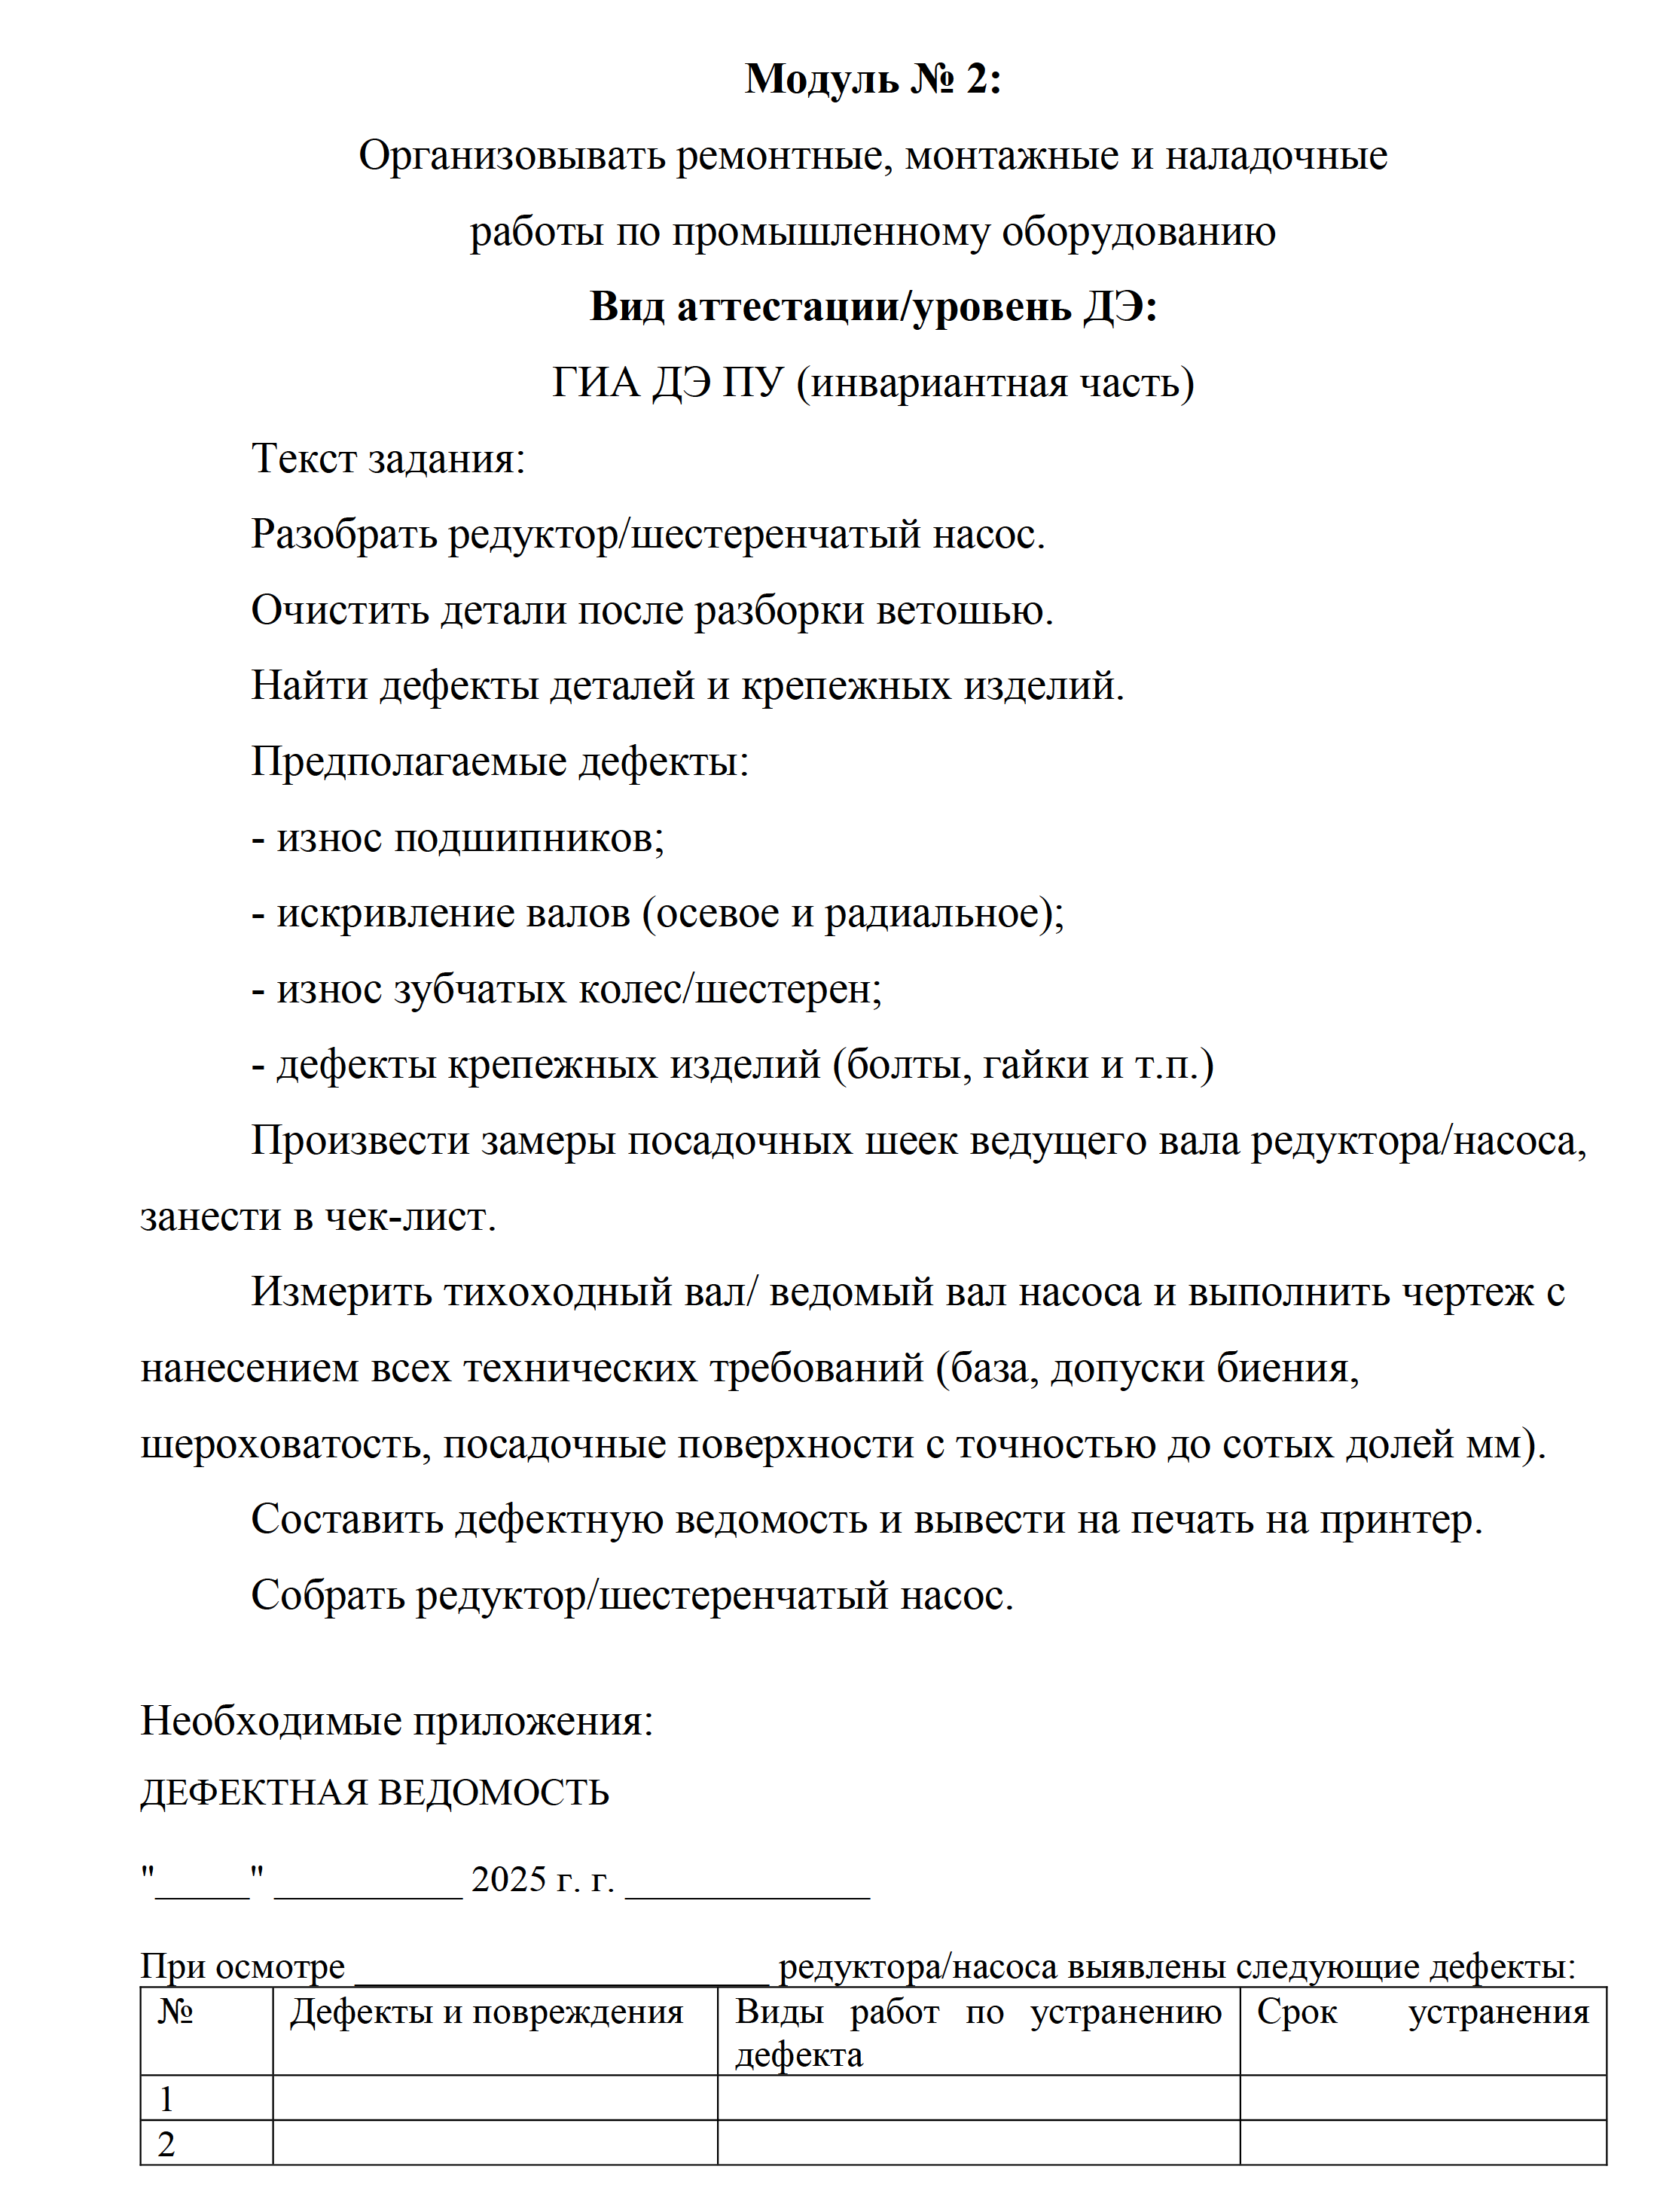 Модуль № 2:
Организовывать ремонтные, монтажные и наладочные
работы по промышленному оборудованию
Вид аттестации/уровень ДЭ:
ГИА ДЭ ПУ (инвариантная часть)
Текст задания:
Разобрать редуктор/шестеренчатый насос.
Очистить детали после разборки ветошью.
Найти дефекты деталей и крепежных изделий.
Предполагаемые дефекты:
- износ подшипников;
- искривление валов (осевое и радиальное);
- износ зубчатых колес/шестерен;
- дефекты крепежных изделий (болты, гайки и т.п.)
Произвести замеры посадочных шеек ведущего вала редуктора/насоса,
занести в чек-лист.
Измерить тихоходный вал/ ведомый вал насоса и выполнить чертеж с
нанесением всех технических требований (база, допуски биения,
шероховатость, посадочные поверхности с точностью до сотых долей мм).
Составить дефектную ведомость и вывести на печать на принтер.
Собрать редуктор/шестеренчатый насос.
Необходимые приложения:
ДЕФЕКТНАЯ ВЕДОМОСТЬ
"_____" __________ 2025 г. г. _____________
При осмотре ______________________ редуктора/насоса выявлены следующие дефекты:
№ Дефекты и повреждения Виды работ по устранению Срок устранения
дефекта
1
2